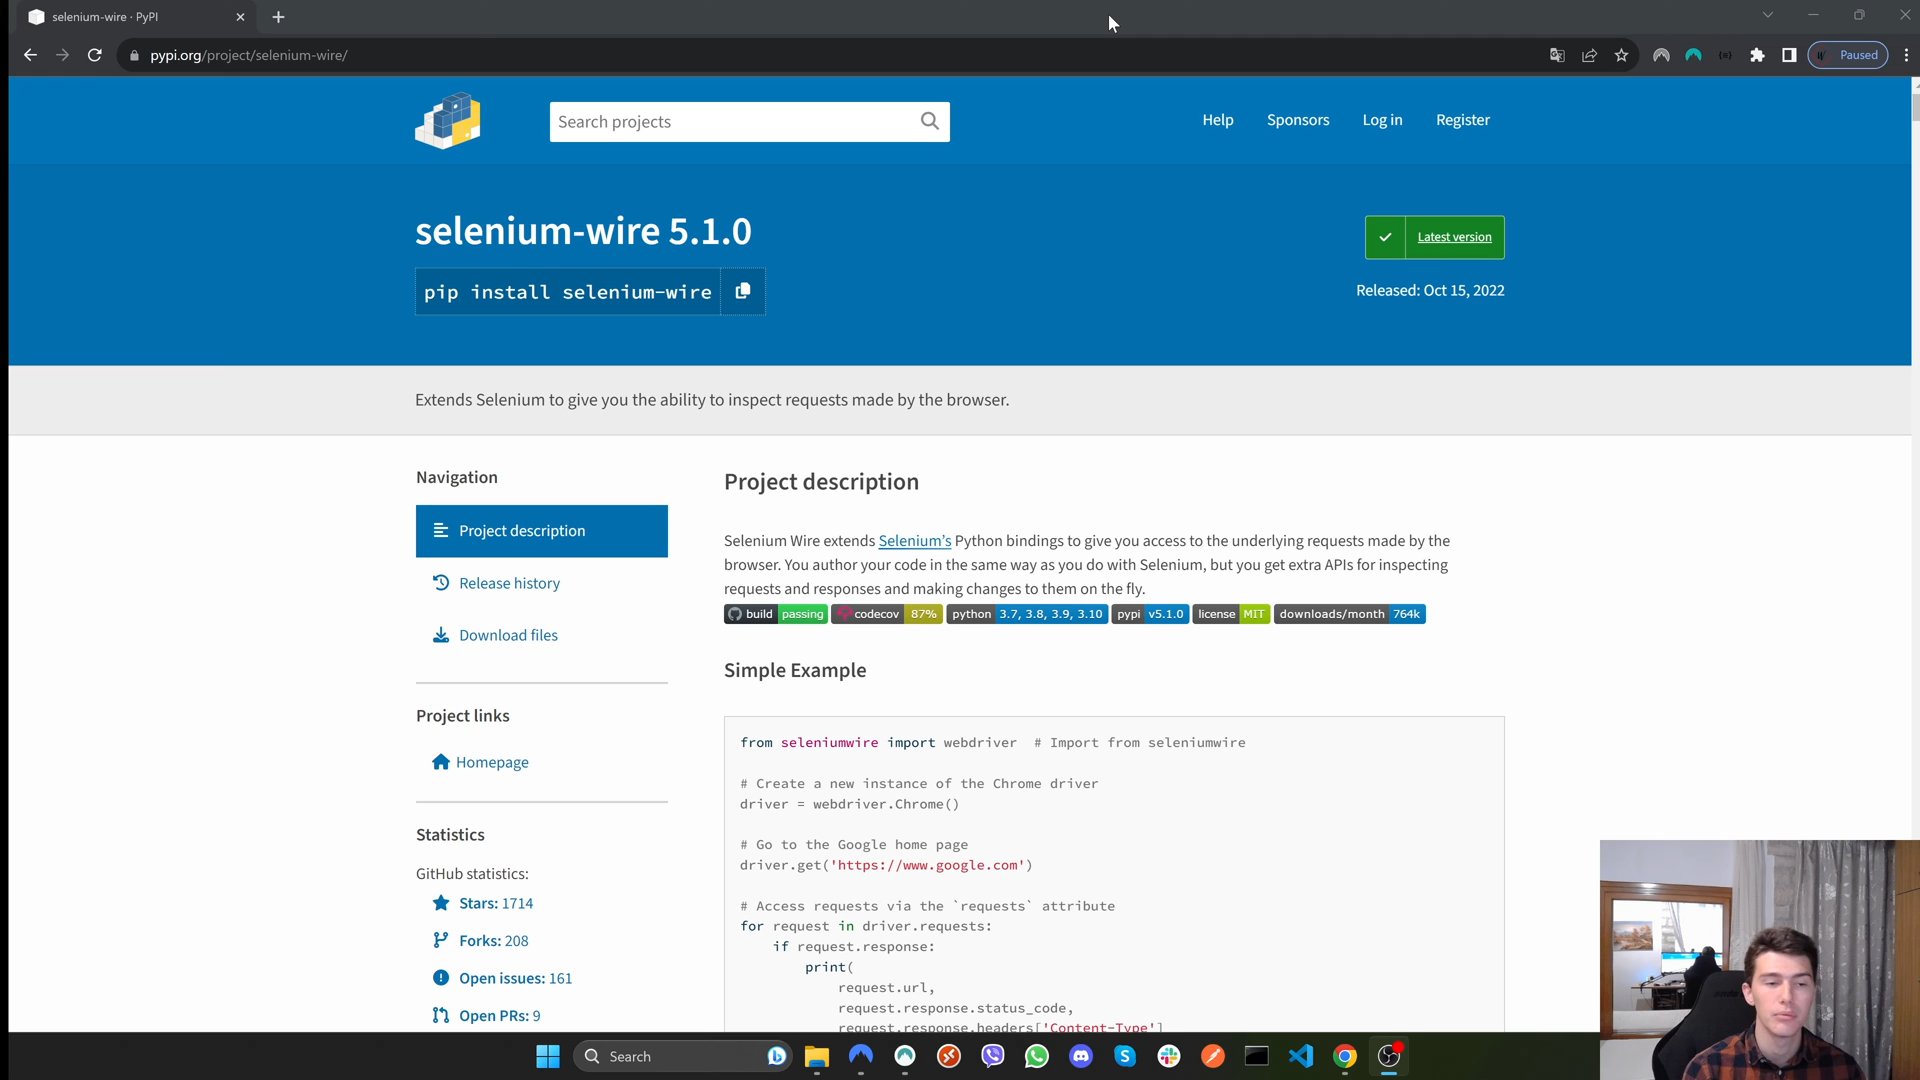 selenium-wire · PyPI
pypi.org/project/selenium-wire/
Paused
Search projects
Help
Sponsors
Log in
Register
selenium-wire 5.1.0
pip install selenium-wire
Latest version
Released: Oct 15, 2022
Extends Selenium to give you the ability to inspect requests made by the browser.
Navigation
Project description
Release history
Download files
Project links
Homepage
Statistics
GitHub statistics:
Stars: 1714
Forks: 208
Open issues: 161
Open PRs: 9
Project description
Selenium Wire extends Selenium's Python bindings to give you access to the underlying requests made by the
browser. You author your code in the same way as you do with Selenium, but you get extra APIs for inspecting
requests and responses and making changes to them on the fly.
build passing codecov 87% python 3.7, 3.8, 3.9, 3.10 pypi v5.1.0 license MIT downloads/month 764k
Simple Example
from seleniumwire import webdriver # Import from seleniumwire
# Create a new instance of the Chrome driver
driver = webdriver.Chrome()
# Go to the Google home page
driver.get('https://www.google.com')
# Access requests via the `requests` attribute
for request in driver.requests:
if request.response:
print(
request.url,
request.response.status_code,
request.response.headers['Content-Type']
Search